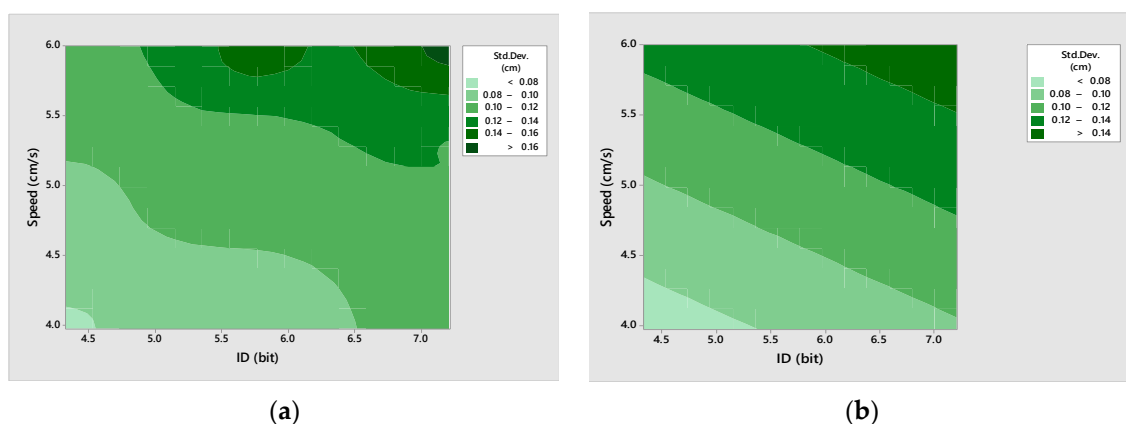 Std.Dev.
(cm)
< 0.08
0.08 – 0.10
0.10 – 0.12
0.12 – 0.14
0.14 – 0.16
> 0.16
Speed (cm/s)
6.0
5.5
5.0
4.5
4.0
4.5 5.0 5.5 6.0 6.5 7.0
ID (bit)
(a)
Std.Dev.
(cm)
< 0.08
0.08 – 0.10
0.10 – 0.12
0.12 – 0.14
> 0.14
Speed (cm/s)
6.0
5.5
5.0
4.5
4.0
4.5 5.0 5.5 6.0 6.5 7.0
ID (bit)
(b)